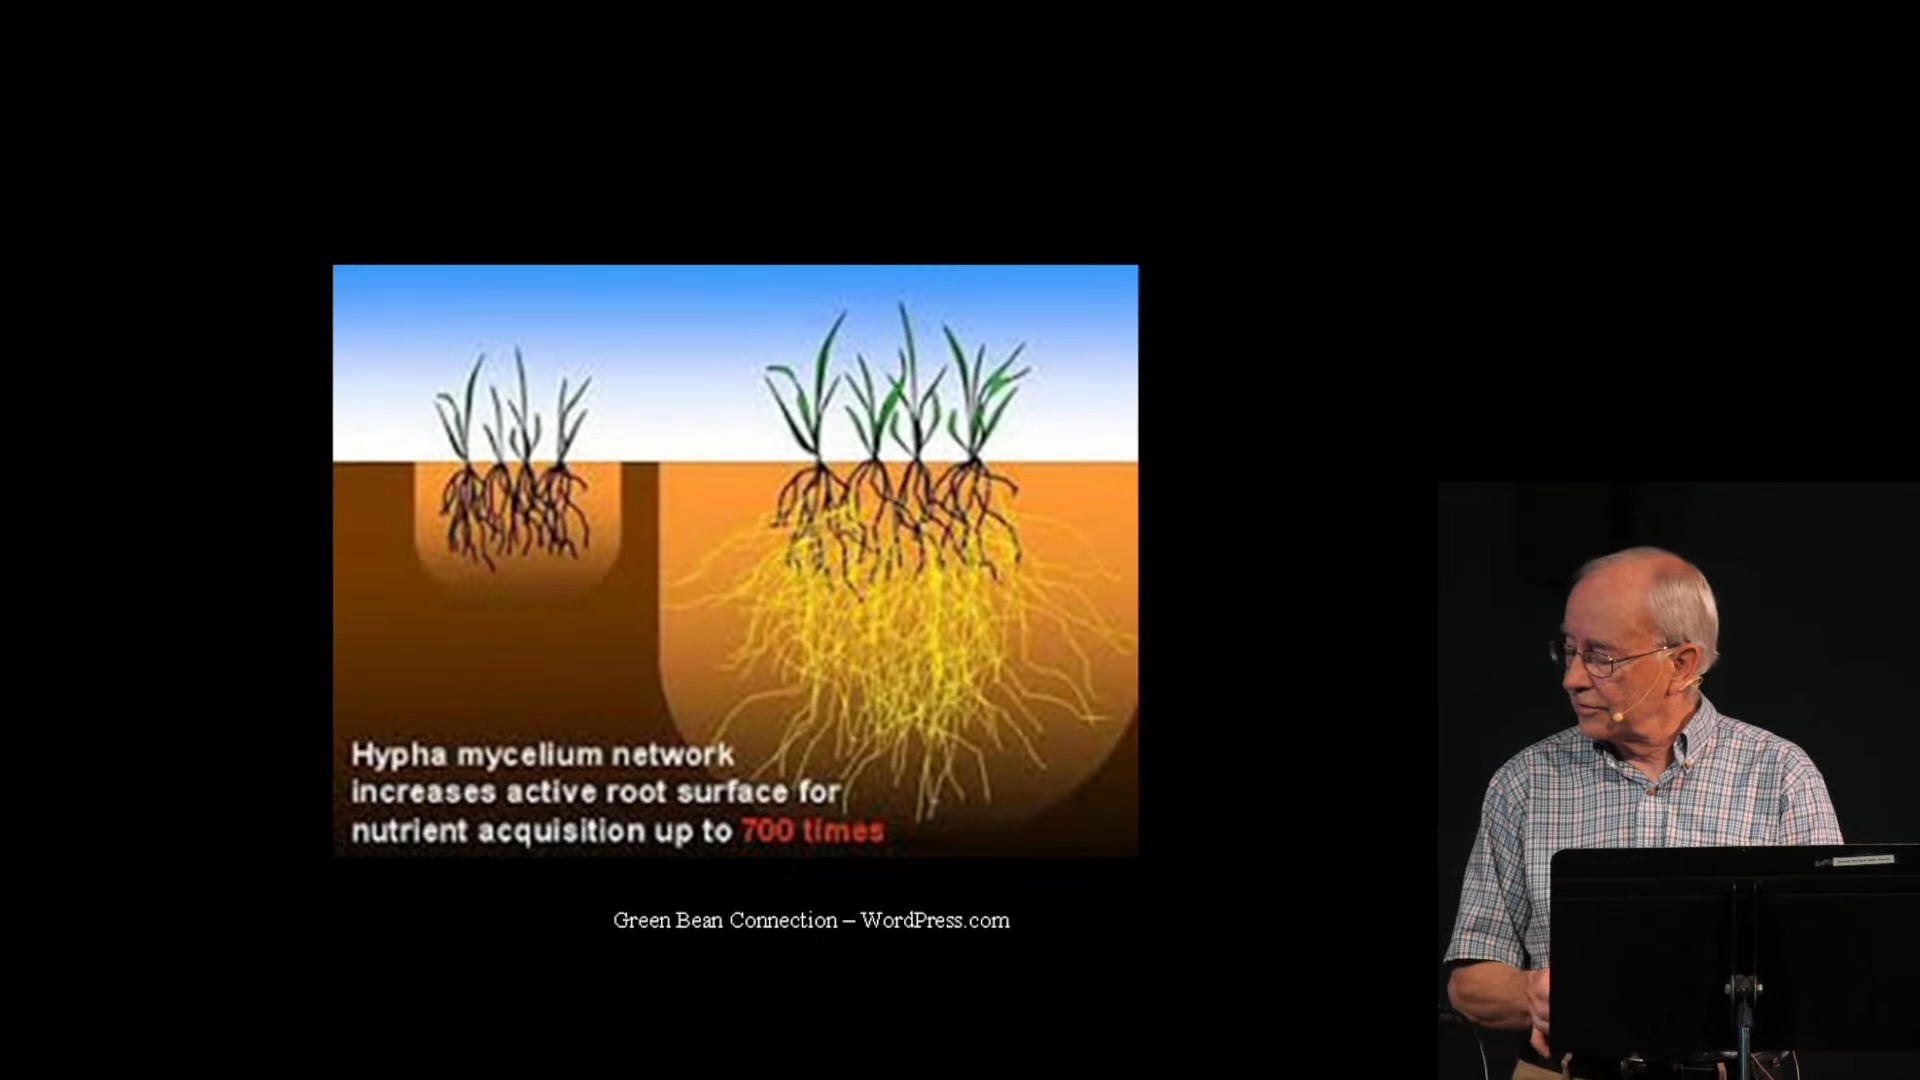 Hypha mycelium network
increases active root surface for
nutrient acquisition up to 700 times
Green Bean Connection – WordPress.com